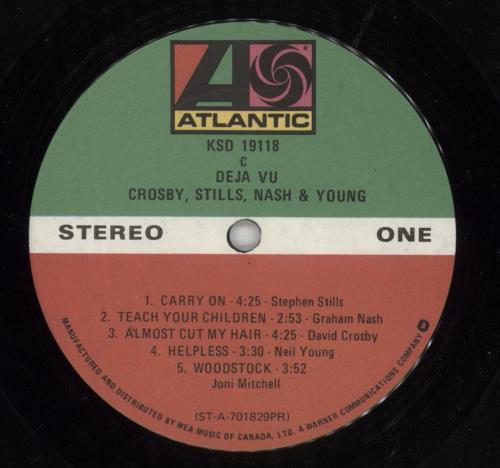 ATLANTIC
KSD 19118
C
DEJA VU
CROSBY, STILLS, NASH & YOUNG
STEREO ONE
1. CARRY ON - 4:25 - Stephen Stills
2. TEACH YOUR CHILDREN - 2:53 - Graham Nash
3. ALMOST CUT MY HAIR - 4:25 - David Crosby
4. HELPLESS - 3:30 - Neil Young
5. WOODSTOCK - 3:52
Joni Mitchell
(ST-A-701829PR)
MANUFACTURED AND DISTRIBUTED BY WEA MUSIC OF CANADA, LTD. A WARNER COMMUNICATIONS COMPANY